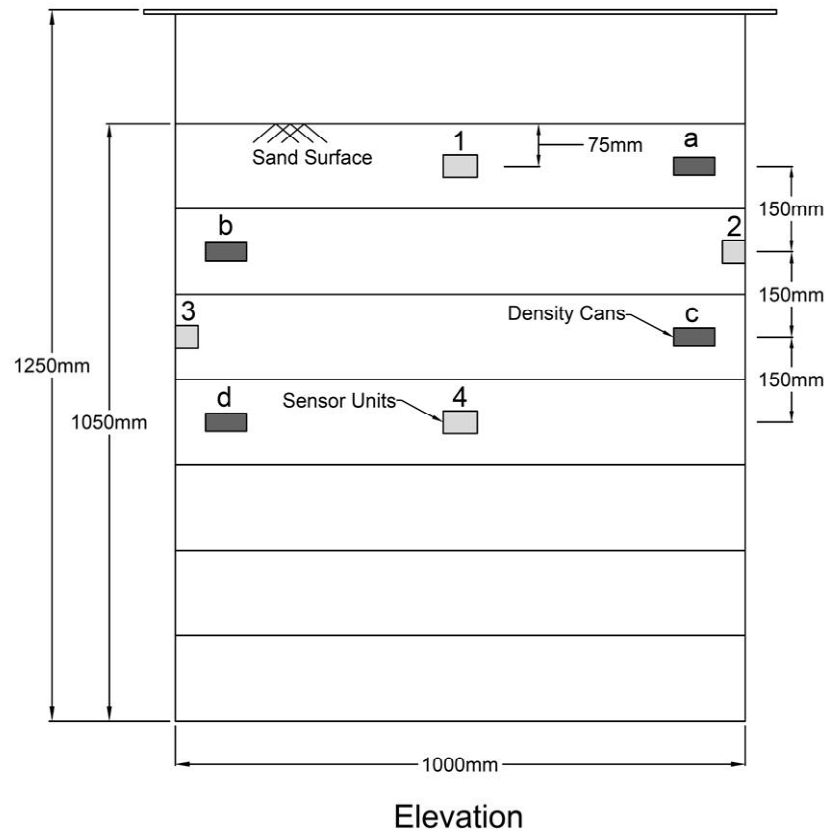 1
a
75mm
Sand Surface
150mm
b
2
150mm
3
Density Cans
c
1250mm
150mm
Sensor Units
4
d
1050mm
1000mm
Elevation